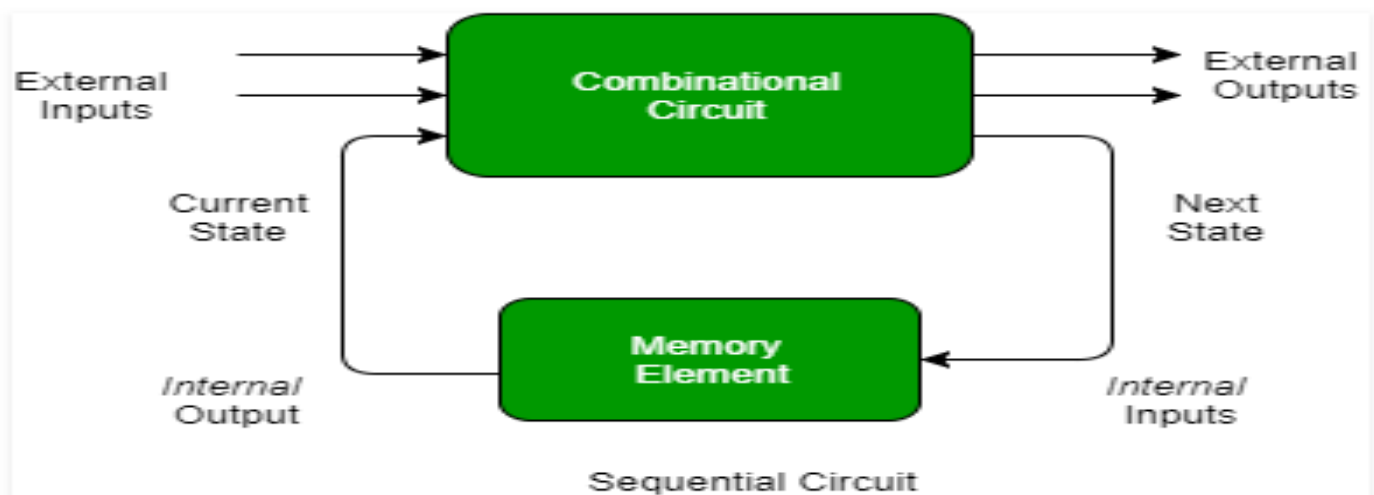 External
Inputs
Combinational
Circuit
External
Outputs
Current
State
Next
State
Memory
Element
Internal
Output
Internal
Inputs
Sequential Circuit